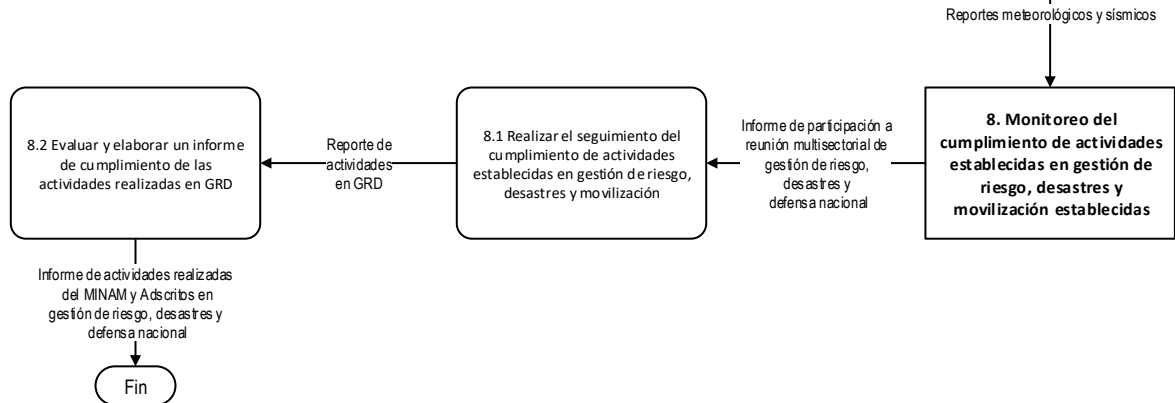 Reportes meteorológicos y sísmicos
8. Monitoreo del
cumplimiento de actividades
establecidas en gestión de
riesgo, desastres y
movilización establecidas
Informe de participación a
reunión multisectorial de
gestión de riesgo,
desastres y
defensa nacional
8.1 Realizar el seguimiento del
cumplimiento de actividades
establecidas en gestión de riesgo,
desastres y movilización
Reporte de
actividades
en GRD
8.2 Evaluar y elaborar un informe
de cumplimiento de las
actividades realizadas en GRD
Informe de actividades realizadas
del MINAM y Adscritos en
gestión de riesgo, desastres y
defensa nacional
Fin